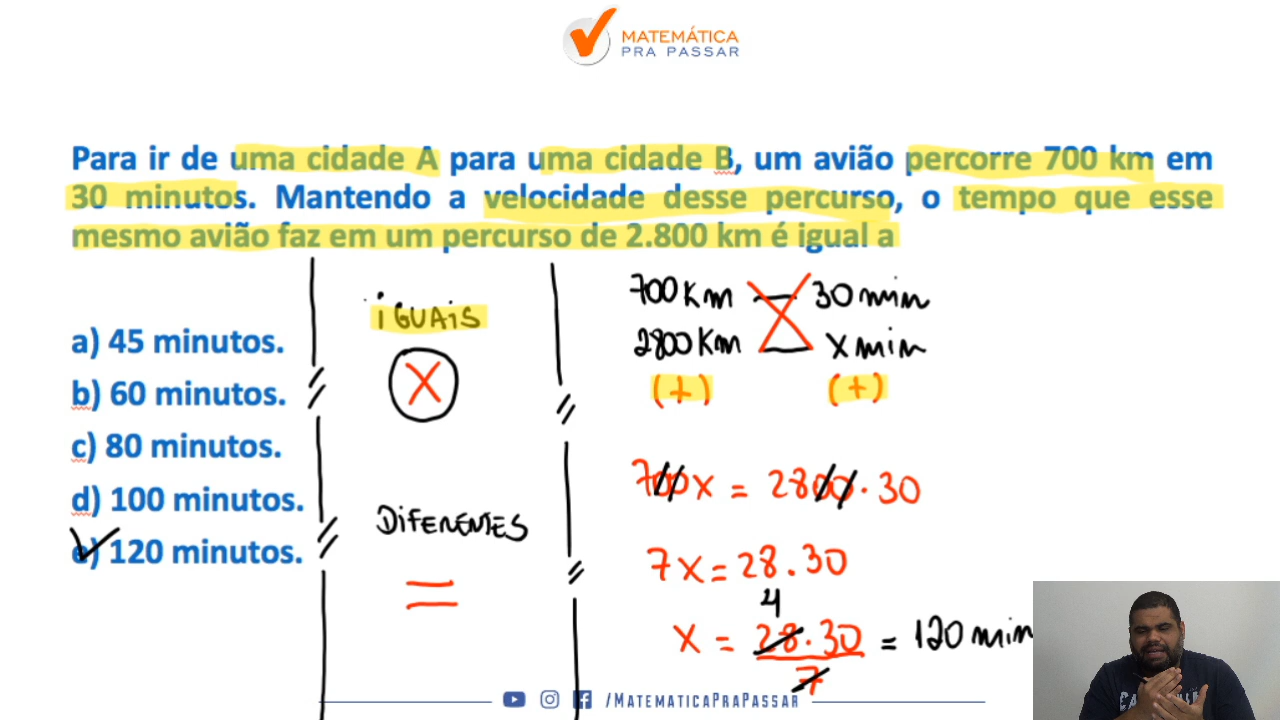 MATEMÁTICA
PRA PASSAR
Para ir de uma cidade A para uma cidade B, um avião percorre 700 km em
30 minutos. Mantendo a velocidade desse percurso, o tempo que esse
mesmo avião faz em um percurso de 2.800 km é igual a
a) 45 minutos.
b) 60 minutos.
c) 80 minutos.
d) 100 minutos.
e) 120 minutos.
iGUAiS
X
DiFERENTES
=
700 Km 30 min
2800 Km x min
(+) (+)
700x = 2800 . 30
7x = 28 . 30
4
x = 28 . 30 = 120 min
7
/MATEMATICAPRAPASSAR